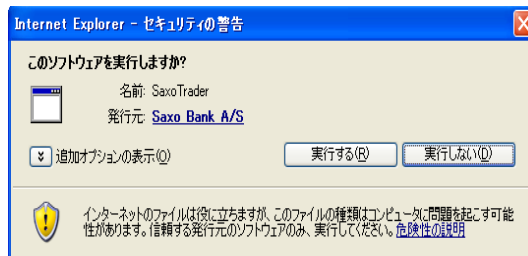 Internet Explorer - セキュリティの警告
このソフトウェアを実行しますか?
名前: SaxoTrader
発行元: Saxo Bank A/S
追加オプションの表示(O) 実行する(R) 実行しない(D)
インターネットのファイルは役に立ちますが、このファイルの種類はコンピュータに問題を起こす可能
性があります。信頼する発行元のソフトウェアのみ、実行してください。危険性の説明